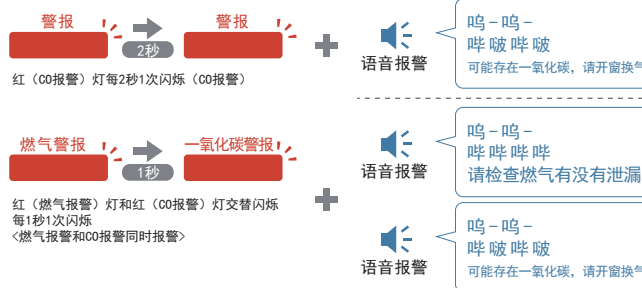 警报
警报
2秒
红（CO报警）灯每2秒1次闪烁（CO报警）
语音报警
呜-呜-
哔啵哔啵
可能存在一氧化碳，请开窗换气
燃气警报
一氧化碳警报
1秒
红（燃气报警）灯和红（CO报警）灯交替闪烁
每1秒1次闪烁
<燃气报警和CO报警同时报警>
语音报警
呜-呜-
哔哔哔哔
请检查燃气有没有泄漏
语音报警
呜-呜-
哔啵哔啵
可能存在一氧化碳，请开窗换气